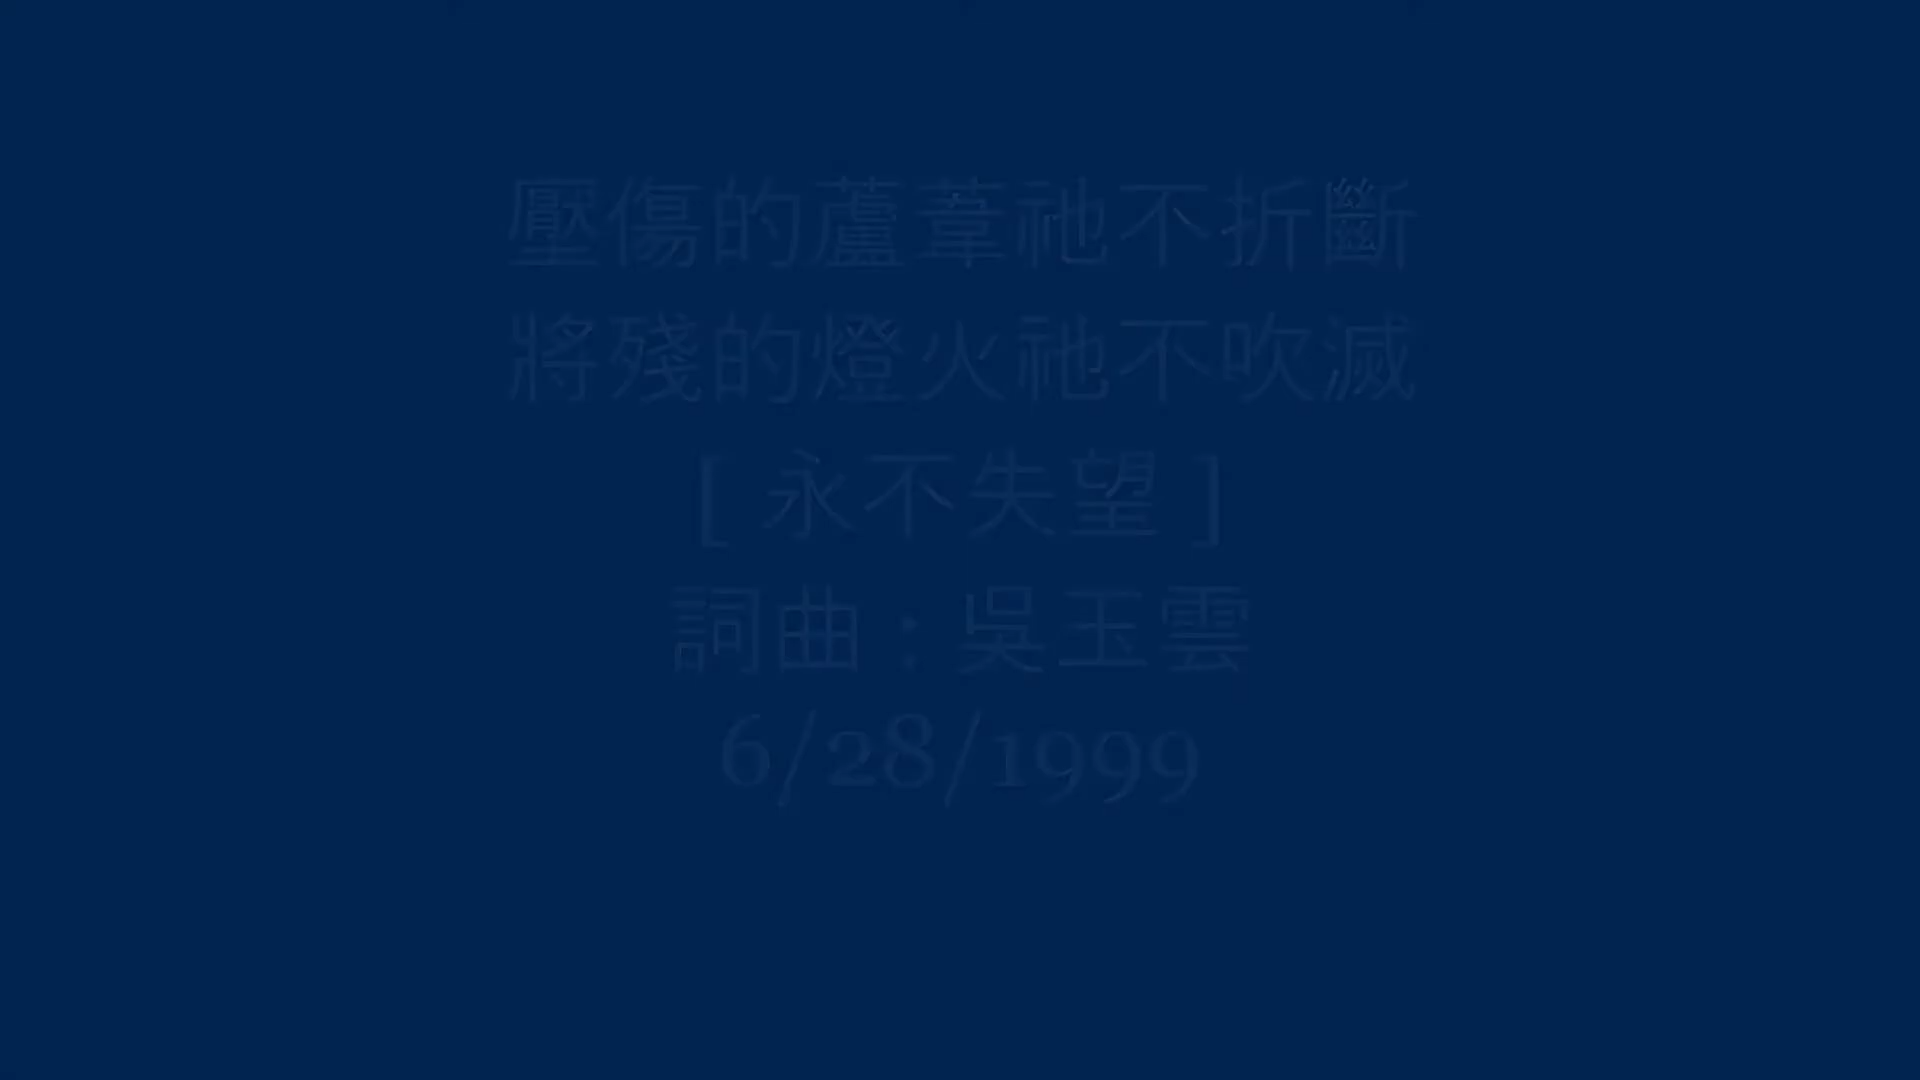 壓傷的蘆葦祂不折斷
將殘的燈火祂不吹滅
[ 永不失望 ]
詞曲 : 吳玉雲
6/28/1999